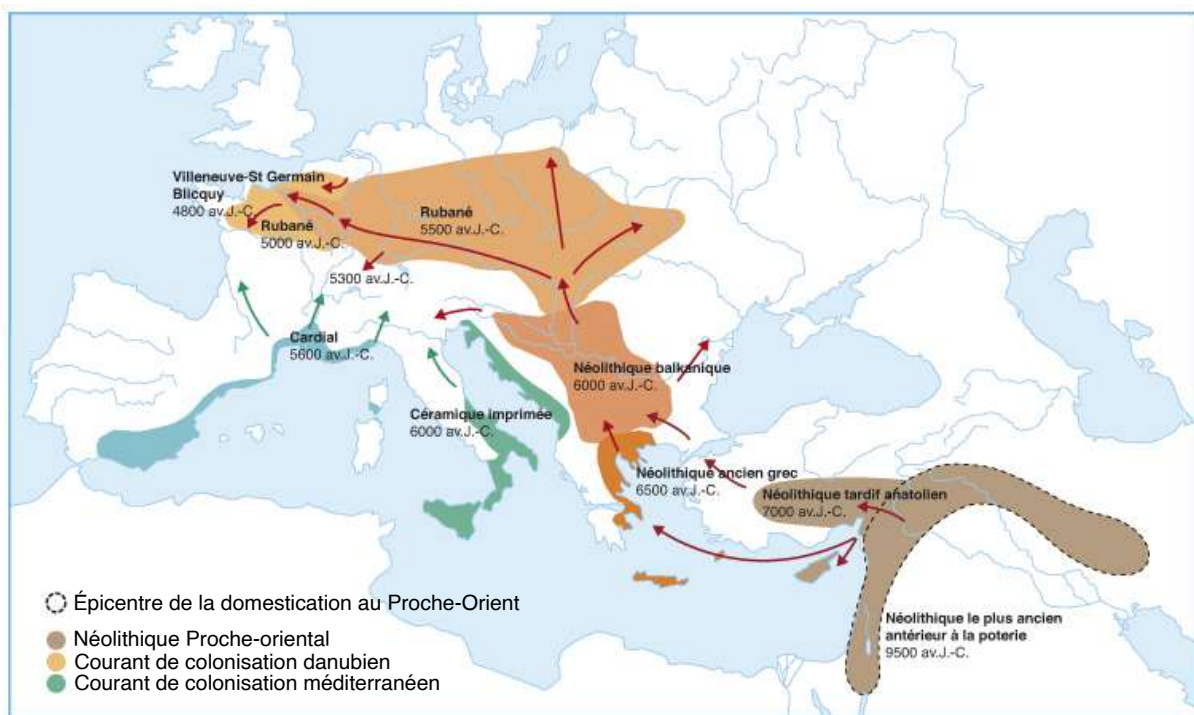 Villeneuve-St Germain
Blicquy
4800 av.J.-C.
Rubané
5000 av.J.-C.
Rubané
5500 av.J.-C.
5300 av.J.-C.
Cardial
5600 av.J.-C.
Néolithique balkanique
6000 av.J.-C.
Céramique imprimée
6000 av.J.-C.
Néolithique ancien grec
6500 av.J.-C.
Néolithique tardif anatolien
7000 av.J.-C.
Néolithique le plus ancien
antérieur à la poterie
9500 av.J.-C.
Épicentre de la domestication au Proche-Orient
Néolithique Proche-oriental
Courant de colonisation danubien
Courant de colonisation méditerranéen